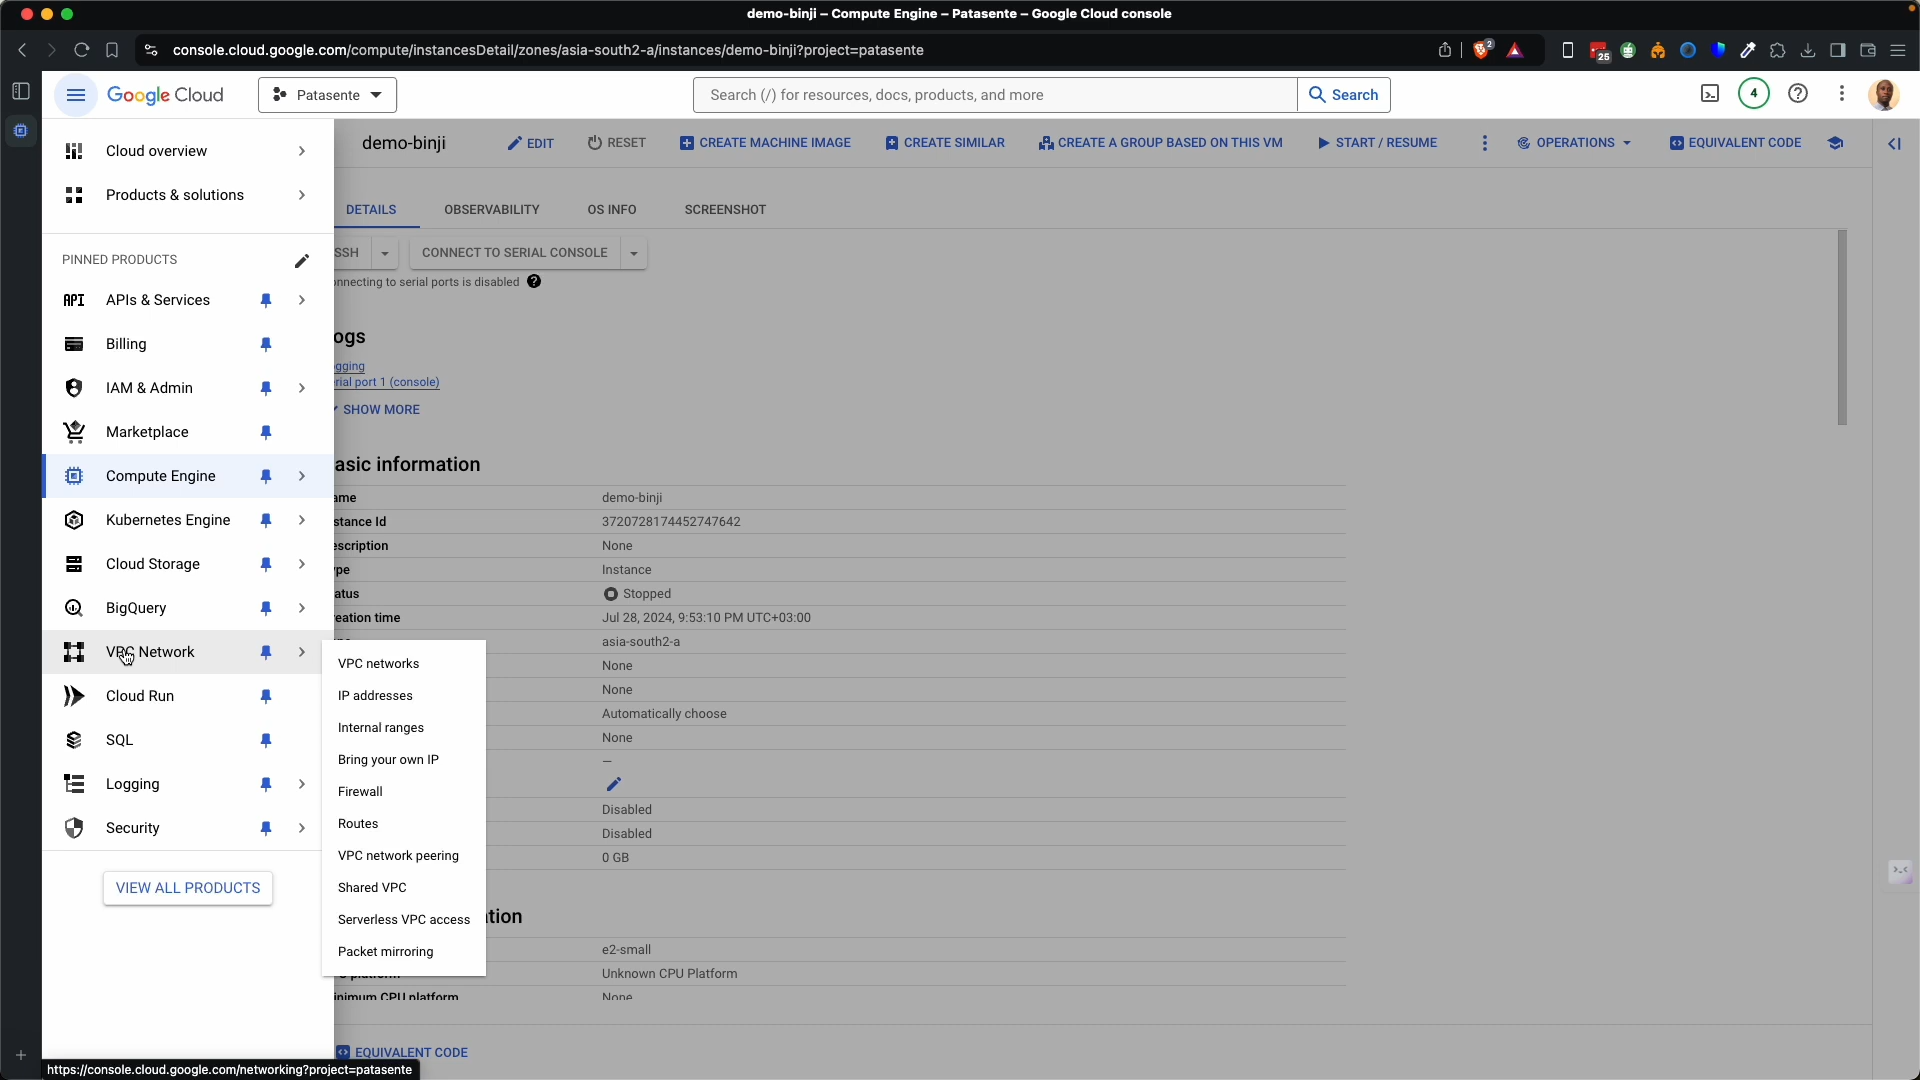 demo-binji – Compute Engine – Patasente – Google Cloud console
console.cloud.google.com/compute/instancesDetail/zones/asia-south2-a/instances/demo-binji?project=patasente
2
25
Google Cloud
Patasente
Search (/) for resources, docs, products, and more
Search
4
Cloud overview
Products & solutions
PINNED PRODUCTS
API APIs & Services
Billing
IAM & Admin
Marketplace
Compute Engine
Kubernetes Engine
Cloud Storage
BigQuery
VPC Network
Cloud Run
SQL
Logging
Security
VIEW ALL PRODUCTS
VPC networks
IP addresses
Internal ranges
Bring your own IP
Firewall
Routes
VPC network peering
Shared VPC
Serverless VPC access
Packet mirroring
demo-binji
EDIT
RESET
CREATE MACHINE IMAGE
CREATE SIMILAR
CREATE A GROUP BASED ON THIS VM
START / RESUME
OPERATIONS
EQUIVALENT CODE
DETAILS
OBSERVABILITY
OS INFO
SCREENSHOT
SSH
CONNECT TO SERIAL CONSOLE
nnecting to serial ports is disabled
ogs
gging
rial port 1 (console)
SHOW MORE
asic information
ame demo-binji
stance Id 3720728174452747642
escription None
pe Instance
atus Stopped
eation time Jul 28, 2024, 9:53:10 PM UTC+03:00
asia-south2-a
None
None
Automatically choose
None
—
Disabled
Disabled
0 GB
tion
e2-small
Unknown CPU Platform
inimum CPU platform None
EQUIVALENT CODE
https://console.cloud.google.com/networking?project=patasente